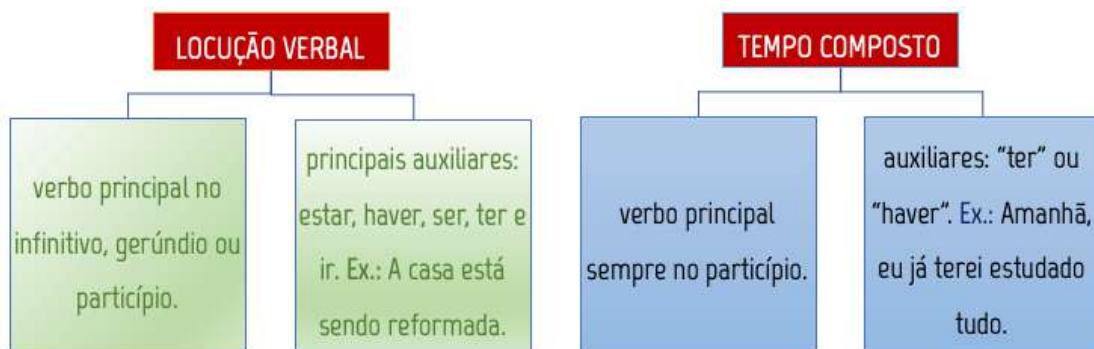 LOCUÇÃO VERBAL
verbo principal no
infinitivo, gerúndio ou
particípio.
principais auxiliares:
estar, haver, ser, ter e
ir. Ex.: A casa está
sendo reformada.
TEMPO COMPOSTO
verbo principal
sempre no particípio.
auxiliares: “ter” ou
“haver”. Ex.: Amanhã,
eu já terei estudado
tudo.